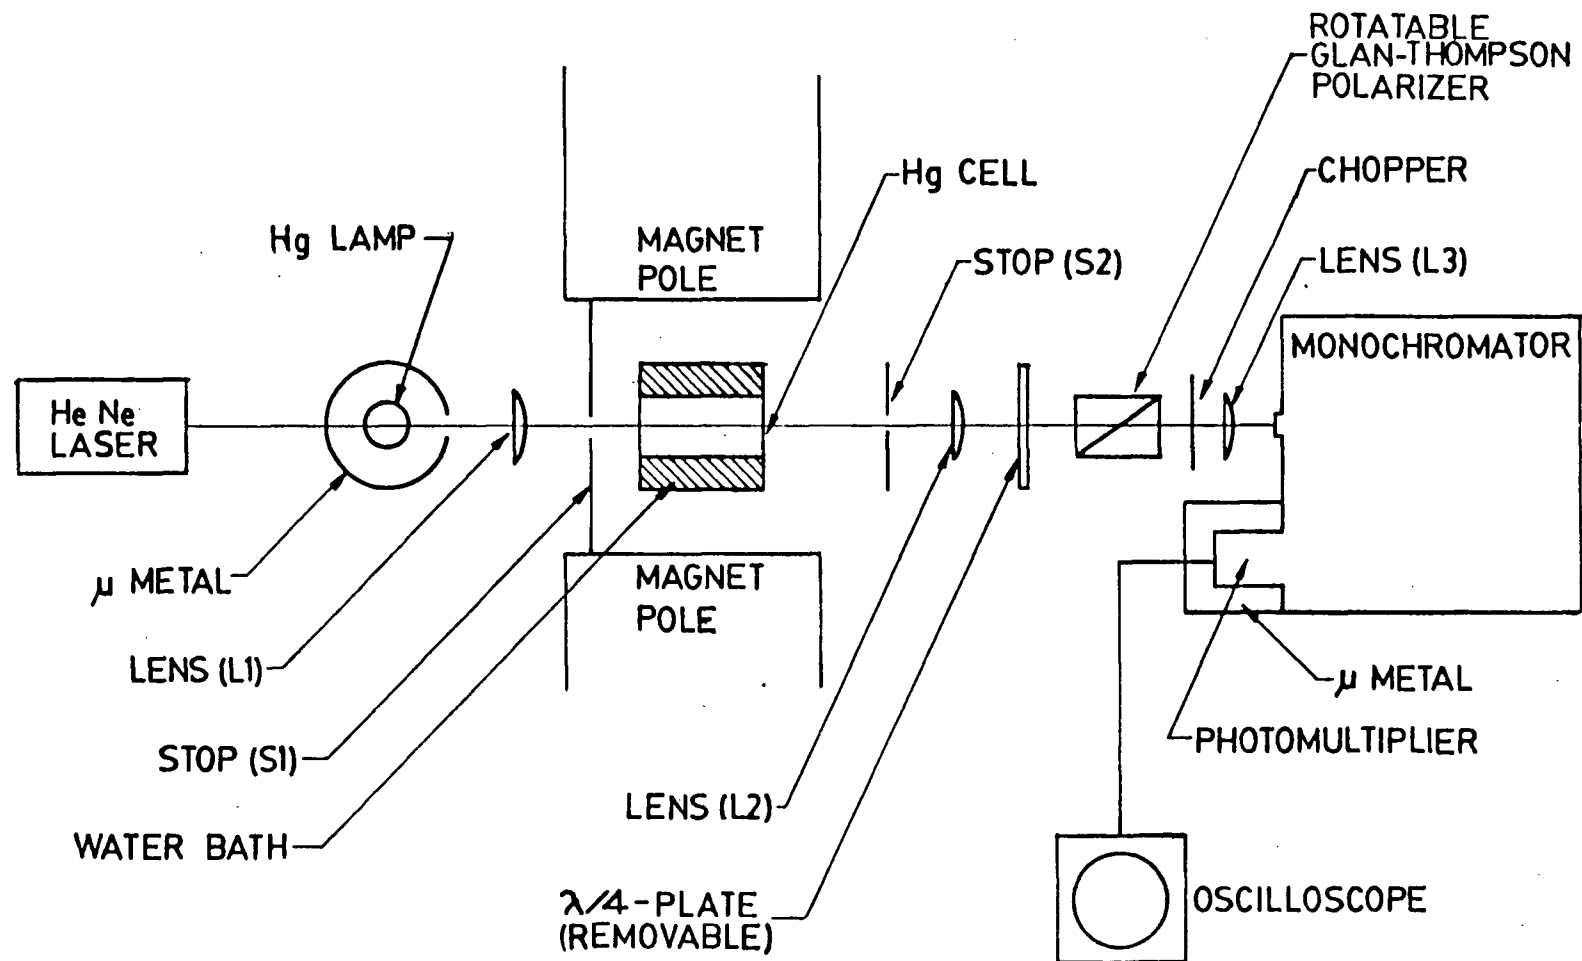 ROTATABLE
GLAN-THOMPSON
POLARIZER
Hg CELL
CHOPPER
Hg LAMP
MAGNET
POLE
STOP (S2)
LENS (L3)
MONOCHROMATOR
He Ne
LASER
μ METAL
MAGNET
POLE
LENS (L1)
μ METAL
STOP (S1)
PHOTOMULTIPLIER
LENS (L2)
WATER BATH
λ/4-PLATE
(REMOVABLE)
OSCILLOSCOPE